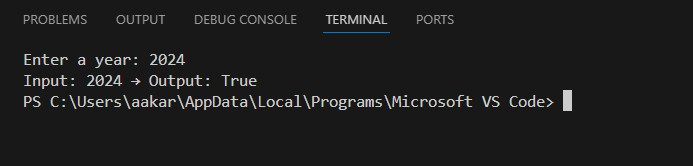 PROBLEMS OUTPUT DEBUG CONSOLE TERMINAL PORTS
Enter a year: 2024
Input: 2024 → Output: True
PS C:\Users\aakar\AppData\Local\Programs\Microsoft VS Code>